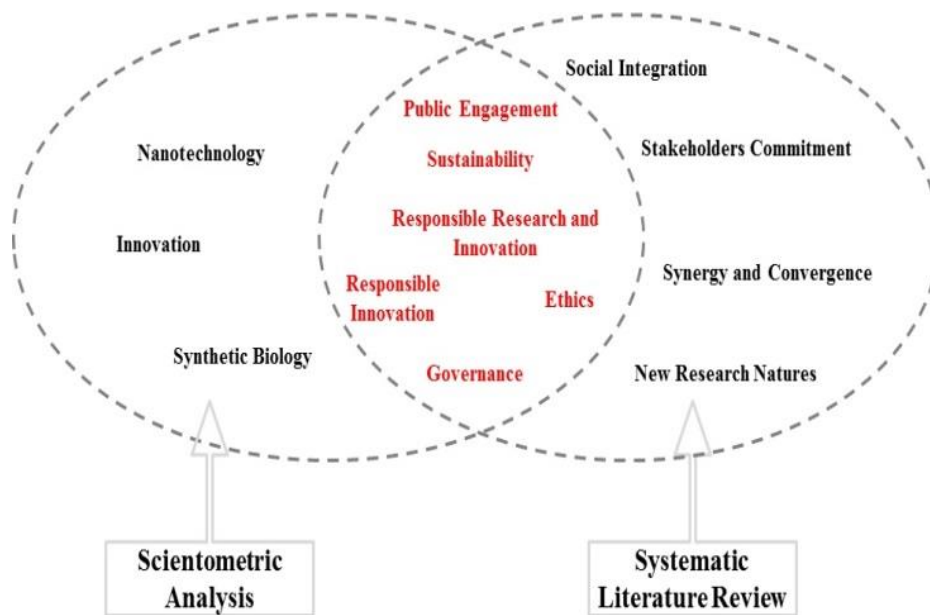 Social Integration
Public Engagement
Nanotechnology
Sustainability
Stakeholders Commitment
Innovation
Responsible Research and
Innovation
Synergy and Convergence
Responsible
Innovation
Ethics
Synthetic Biology
Governance
New Research Natures
Scientometric
Analysis
Systematic
Literature Review